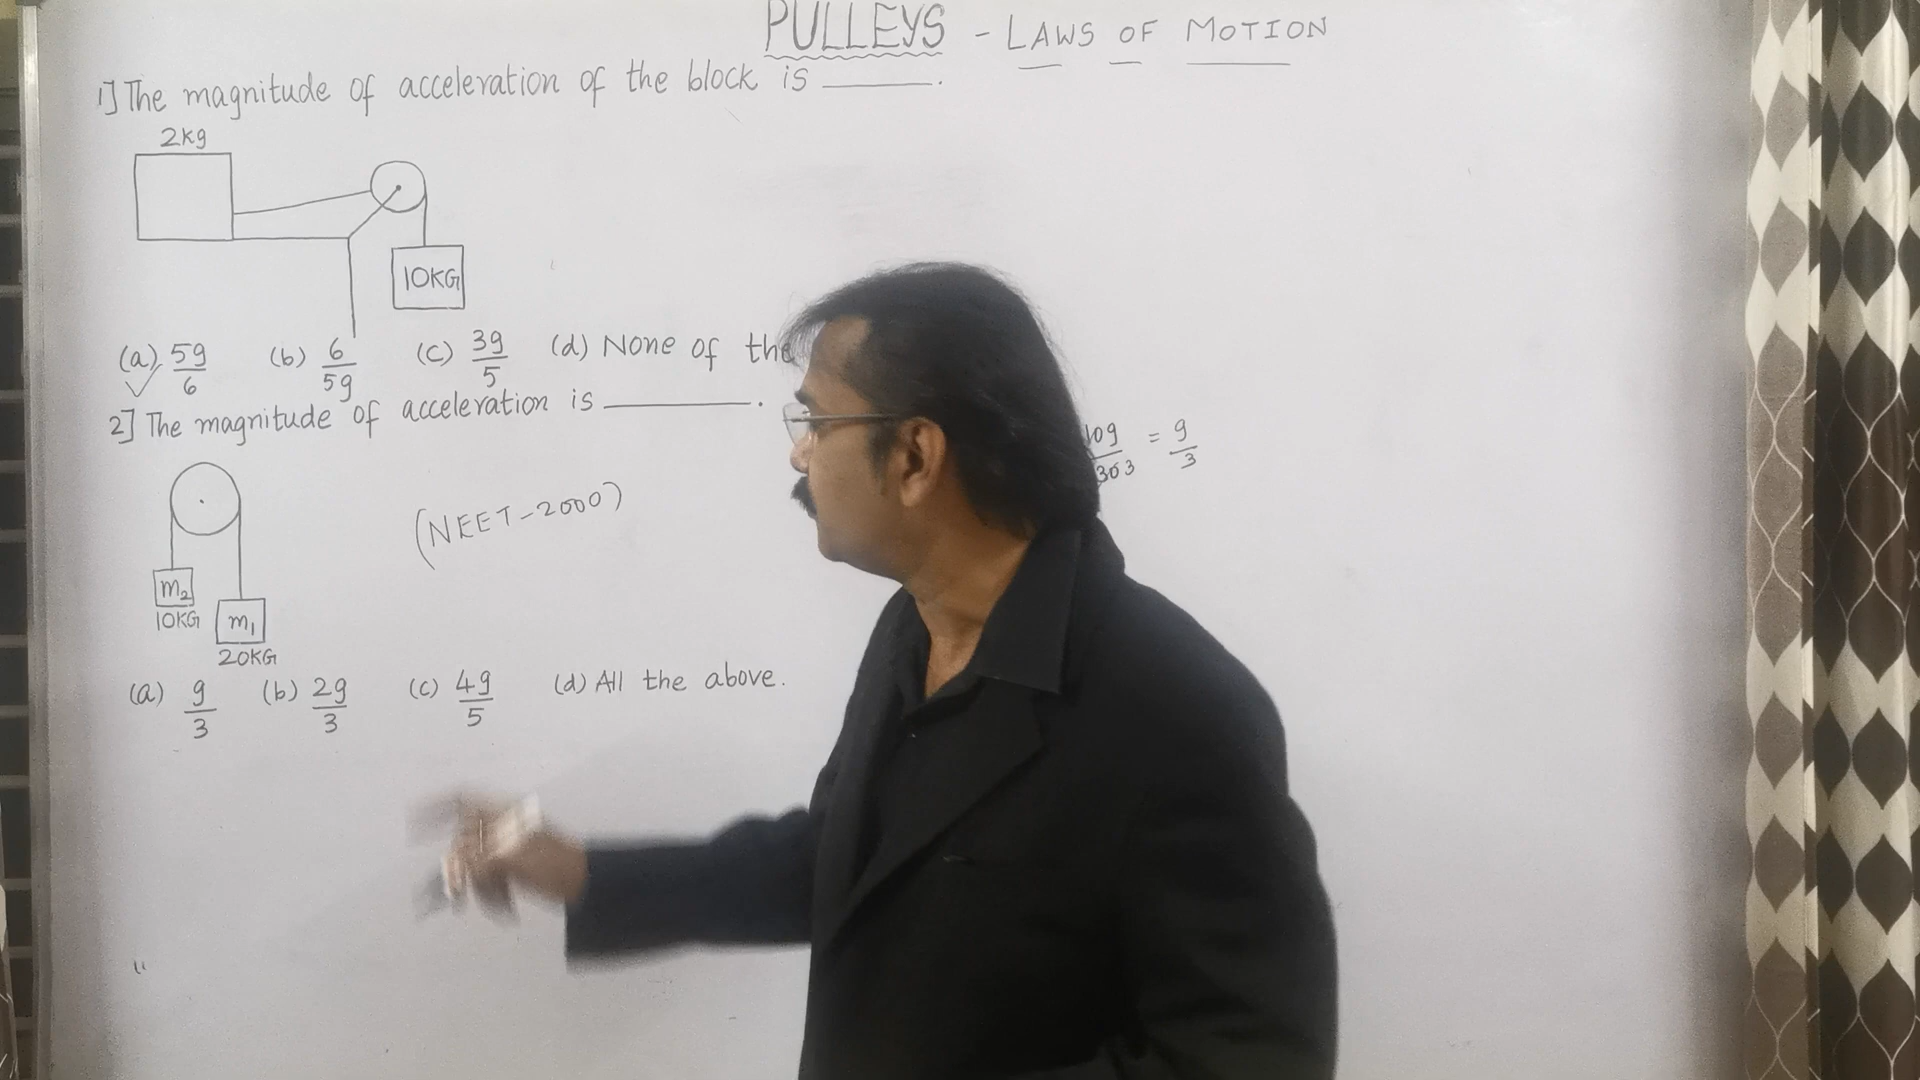 PULLEYS - LAWS OF MOTION
1] The magnitude of acceleration of the block is ______.
2Kg
10KG
(a) 5g/6 (b) 6/5g (c) 3g/5 (d) None of the
2] The magnitude of acceleration is ______.
10g/303 = g/3
(NEET-2000)
m₂
10KG
m₁
20KG
(a) g/3 (b) 2g/3 (c) 4g/5 (d) All the above.